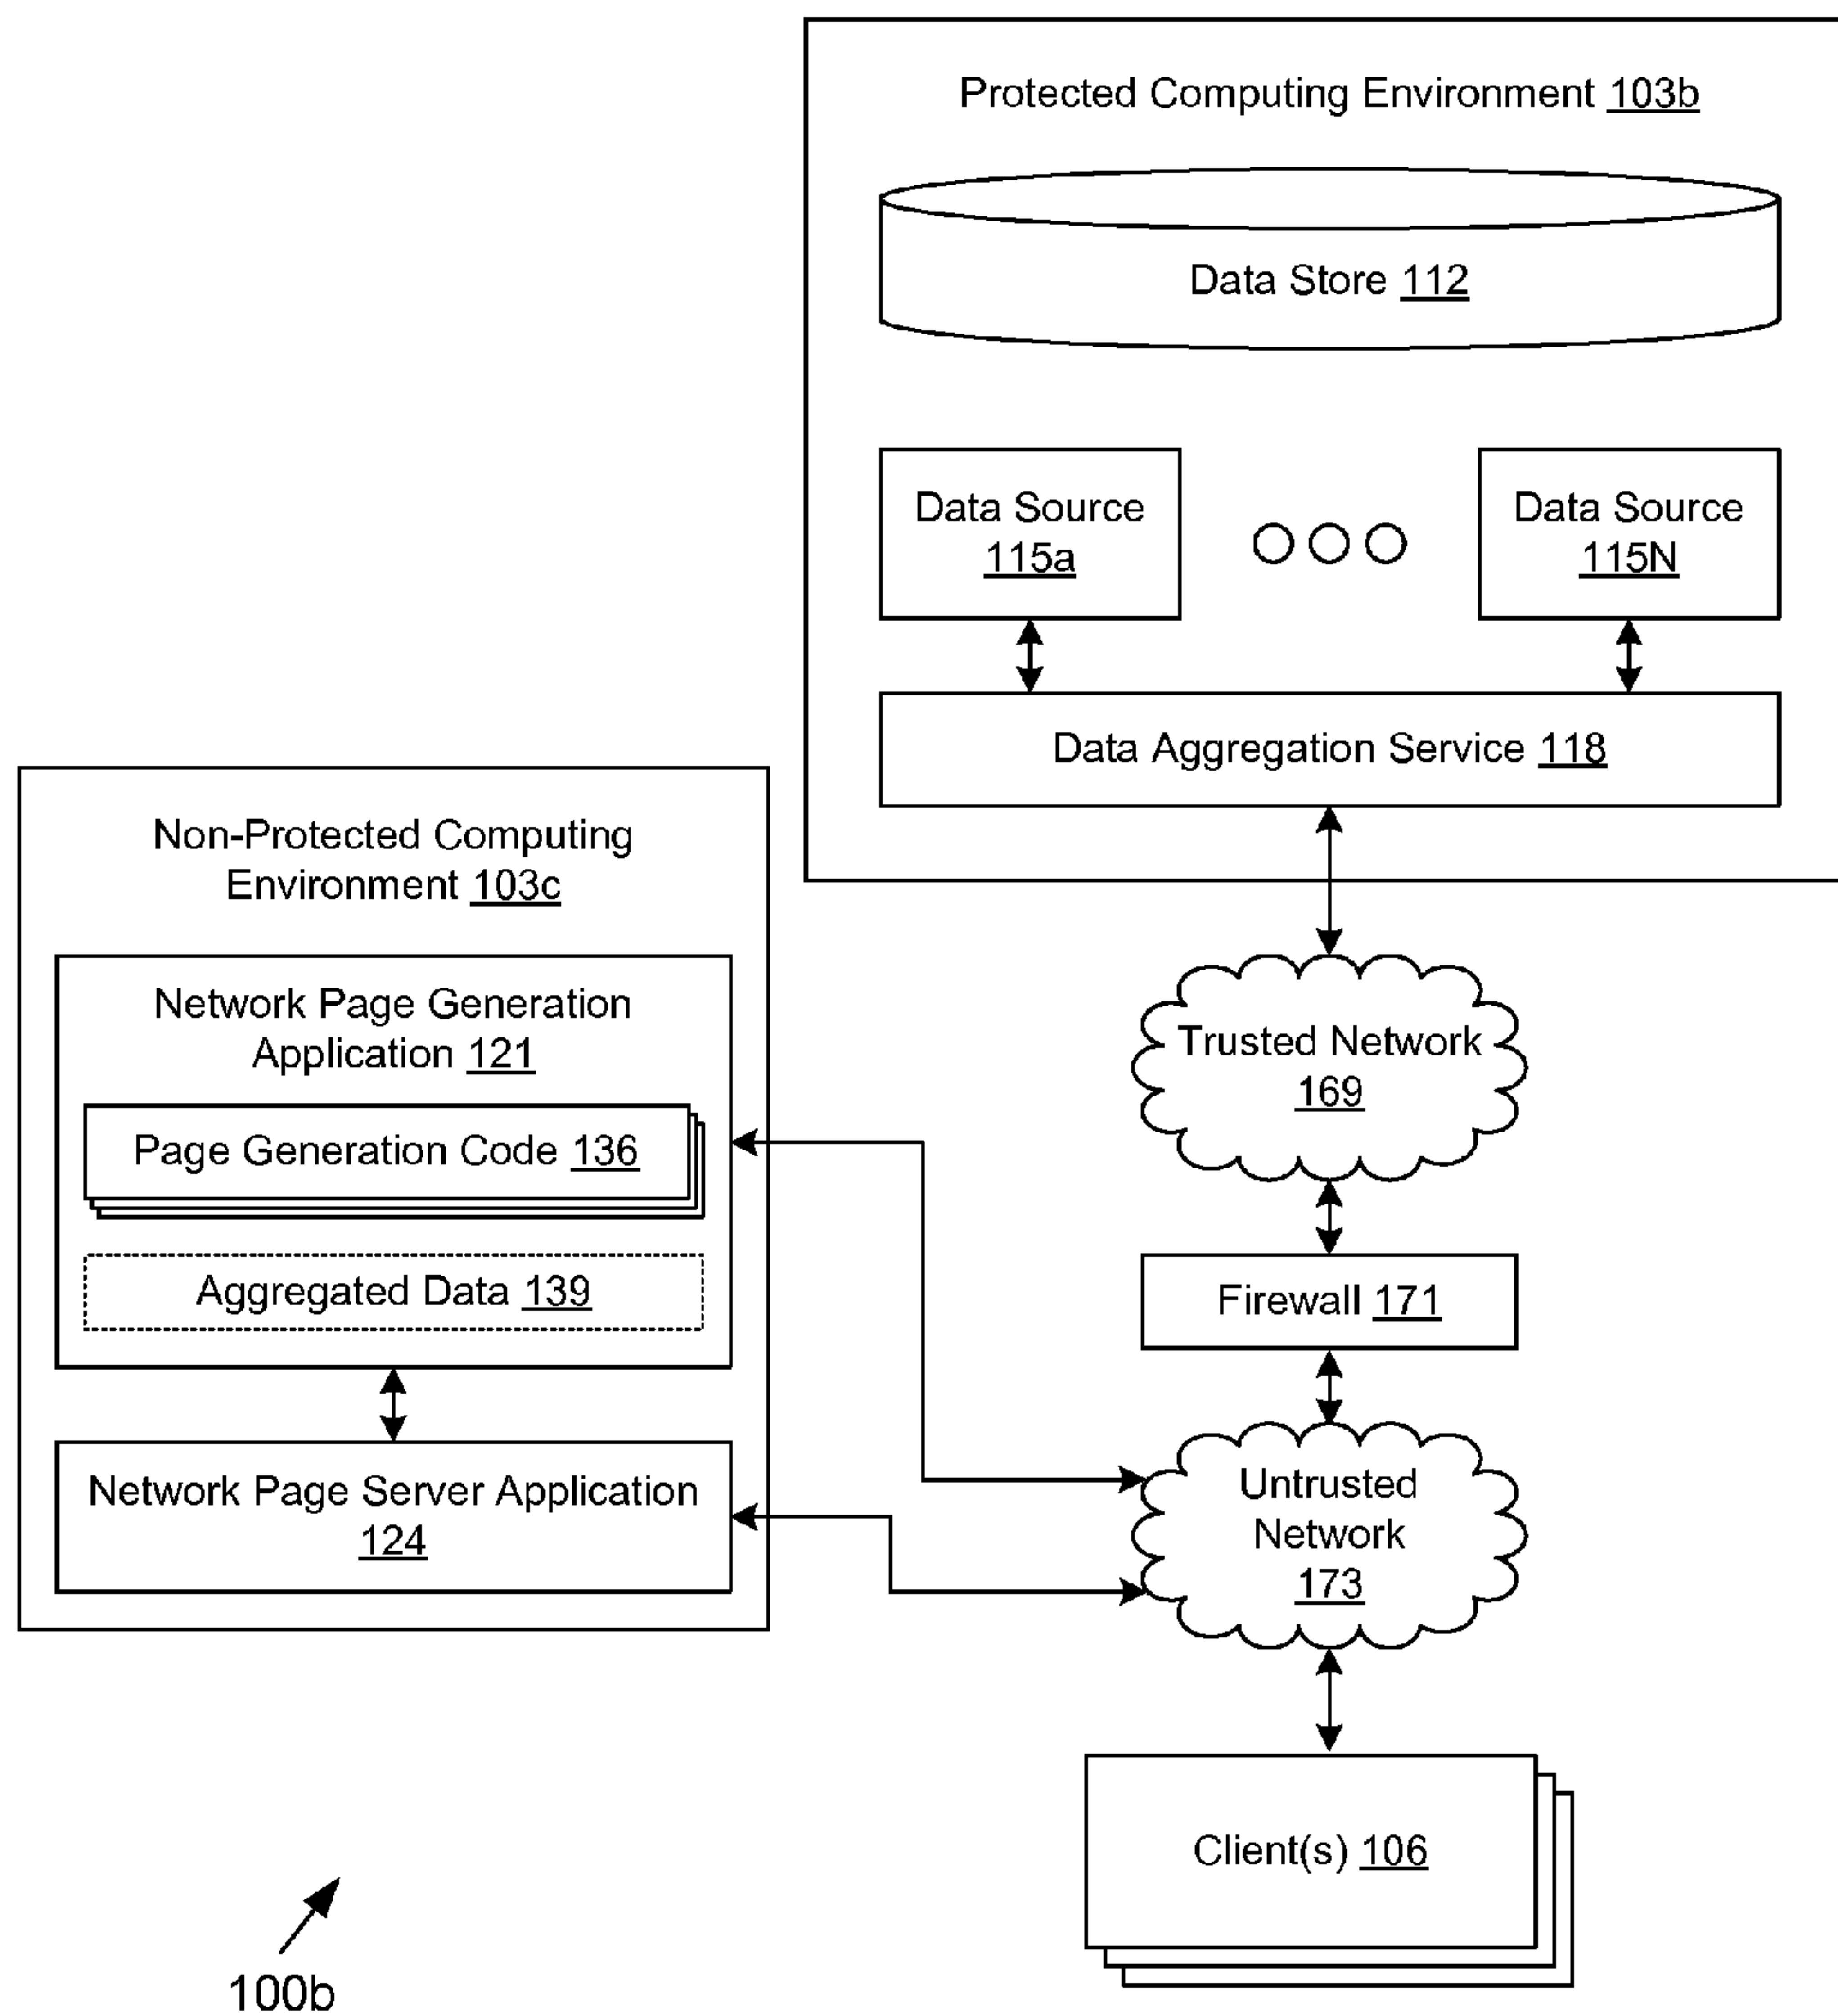 Protected Computing Environment 103b
Data Store 112
Data Source
115a
Data Source
115N
Data Aggregation Service 118
Non-Protected Computing
Environment 103c
Network Page Generation
Application 121
Page Generation Code 136
Aggregated Data 139
Network Page Server Application
124
Trusted Network
169
Firewall 171
Untrusted
Network
173
Client(s) 106
100b